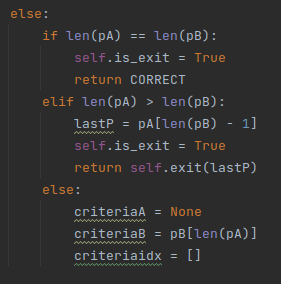 else:
    if len(pA) == len(pB):
        self.is_exit = True
        return CORRECT
    elif len(pA) > len(pB):
        lastP = pA[len(pB) - 1]
        self.is_exit = True
        return self.exit(lastP)
    else:
        criteriaA = None
        criteriaB = pB[len(pA)]
        criteriaidx = []